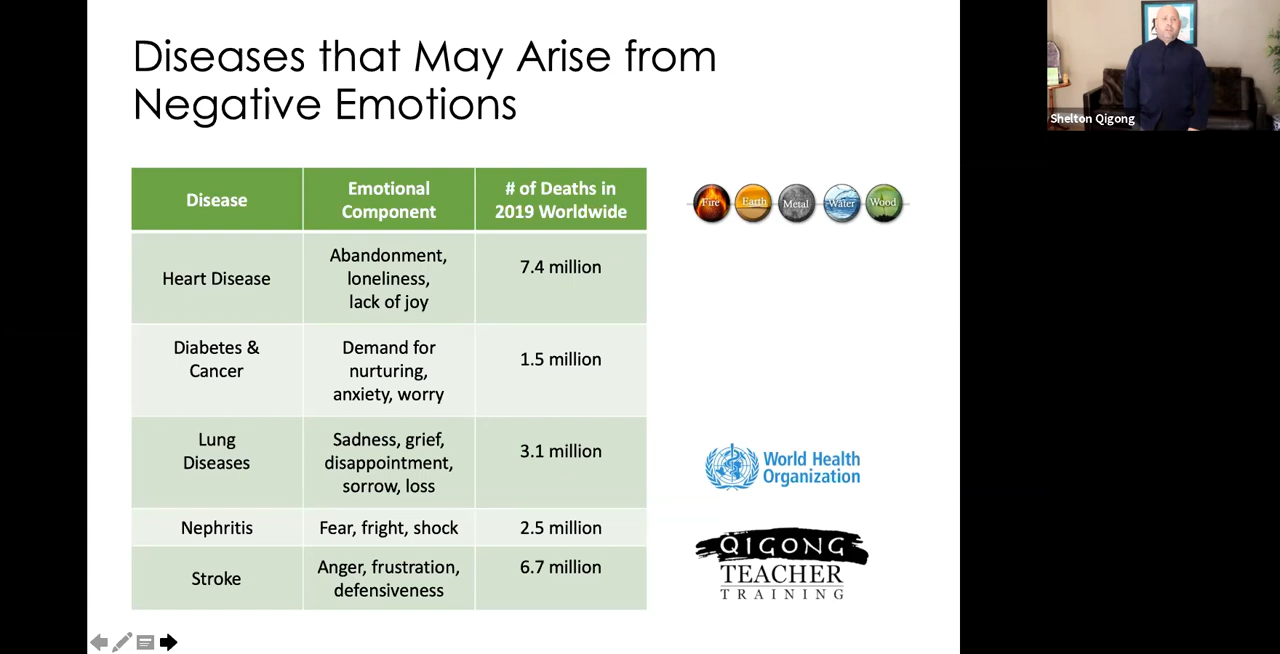 Diseases that May Arise from
Negative Emotions
Disease
Emotional
Component
# of Deaths in
2019 Worldwide
Heart Disease
Abandonment,
loneliness,
lack of joy
7.4 million
Diabetes &
Cancer
Demand for
nurturing,
anxiety, worry
1.5 million
Lung
Diseases
Sadness, grief,
disappointment,
sorrow, loss
3.1 million
Nephritis
Fear, fright, shock
2.5 million
Stroke
Anger, frustration,
defensiveness
6.7 million
Fire Earth Metal Water Wood
World Health
Organization
QIGONG
TEACHER
TRAINING
Shelton Qigong